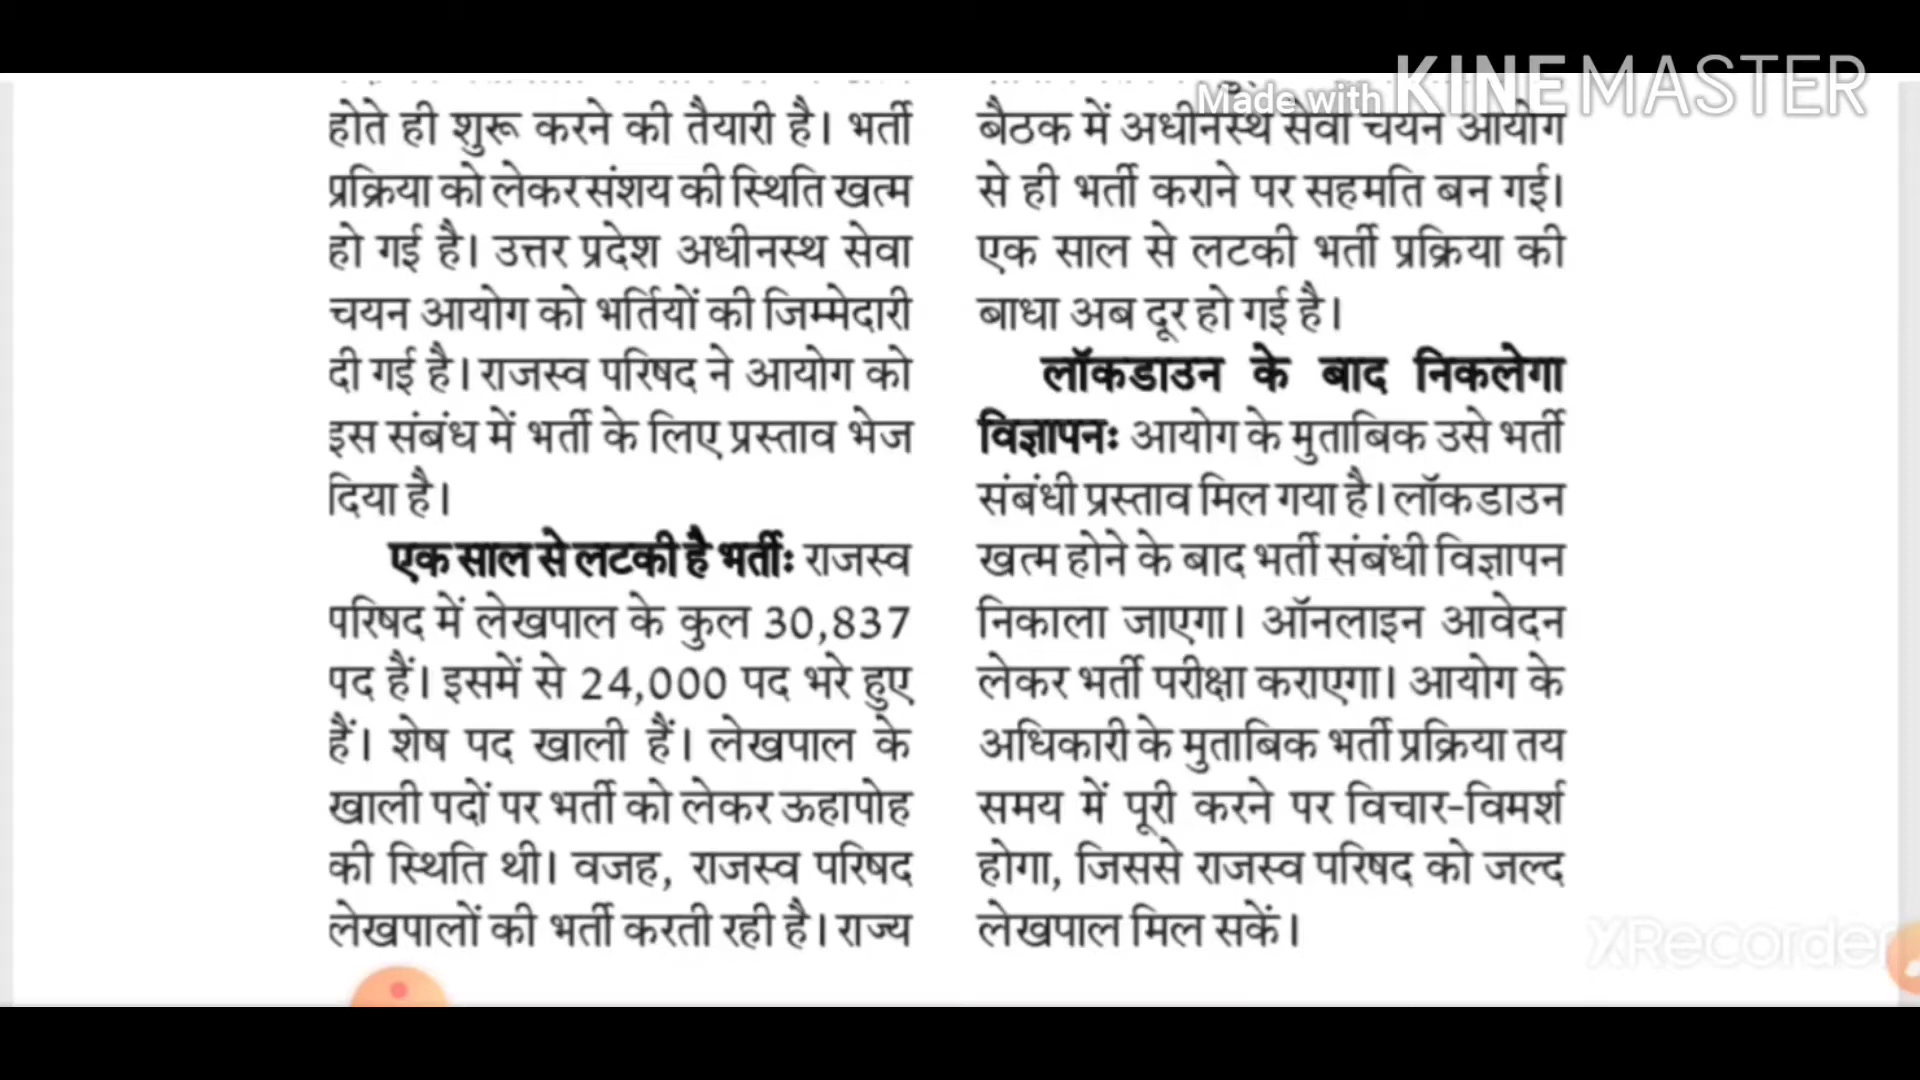 Made with KINEMASTER
होते ही शुरू करने की तैयारी है। भर्ती
प्रक्रिया को लेकर संशय की स्थिति खत्म
हो गई है। उत्तर प्रदेश अधीनस्थ सेवा
चयन आयोग को भर्तियों की जिम्मेदारी
दी गई है। राजस्व परिषद ने आयोग को
इस संबंध में भर्ती के लिए प्रस्ताव भेज
दिया है।
एक साल से लटकी है भर्तीः राजस्व
परिषद में लेखपाल के कुल 30,837
पद हैं। इसमें से 24,000 पद भरे हुए
हैं। शेष पद खाली हैं। लेखपाल के
खाली पदों पर भर्ती को लेकर ऊहापोह
की स्थिति थी। वजह, राजस्व परिषद
लेखपालों की भर्ती करती रही है। राज्य
बैठक में अधीनस्थ सेवा चयन आयोग
से ही भर्ती कराने पर सहमति बन गई।
एक साल से लटकी भर्ती प्रक्रिया की
बाधा अब दूर हो गई है।
लॉकडाउन के बाद निकलेगा
विज्ञापनः आयोग के मुताबिक उसे भर्ती
संबंधी प्रस्ताव मिल गया है। लॉकडाउन
खत्म होने के बाद भर्ती संबंधी विज्ञापन
निकाला जाएगा। ऑनलाइन आवेदन
लेकर भर्ती परीक्षा कराएगा। आयोग के
अधिकारी के मुताबिक भर्ती प्रक्रिया तय
समय में पूरी करने पर विचार-विमर्श
होगा, जिससे राजस्व परिषद को जल्द
लेखपाल मिल सकें।
XRecorder